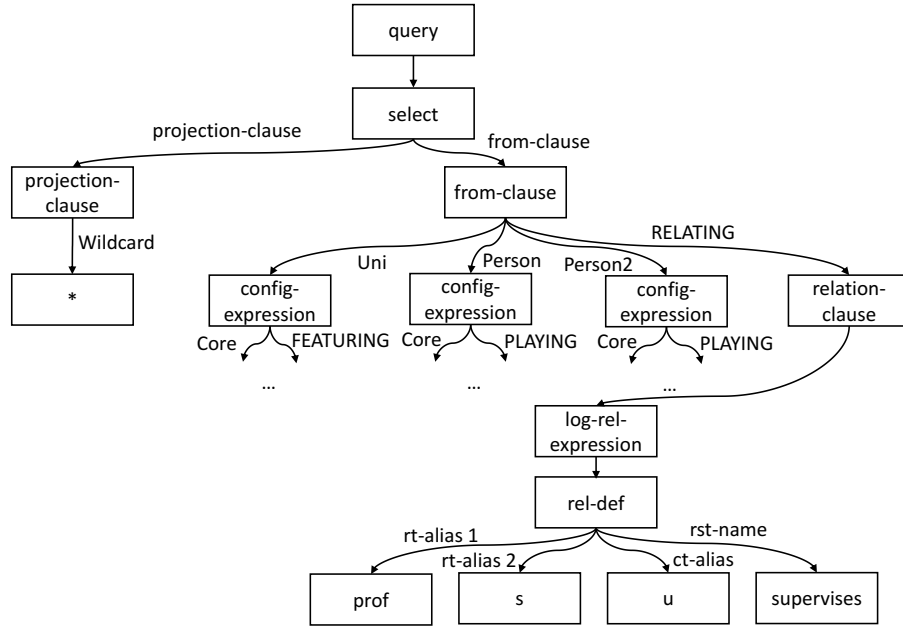 query
select
projection-clause
from-clause
projection-
clause
from-clause
Wildcard
RELATING
Uni
Person
Person2
*
config-
expression
config-
expression
config-
expression
relation-
clause
Core
FEATURING
Core
PLAYING
Core
PLAYING
...
...
...
log-rel-
expression
rel-def
rt-alias 1
rt-alias 2
ct-alias
rst-name
prof
s
u
supervises